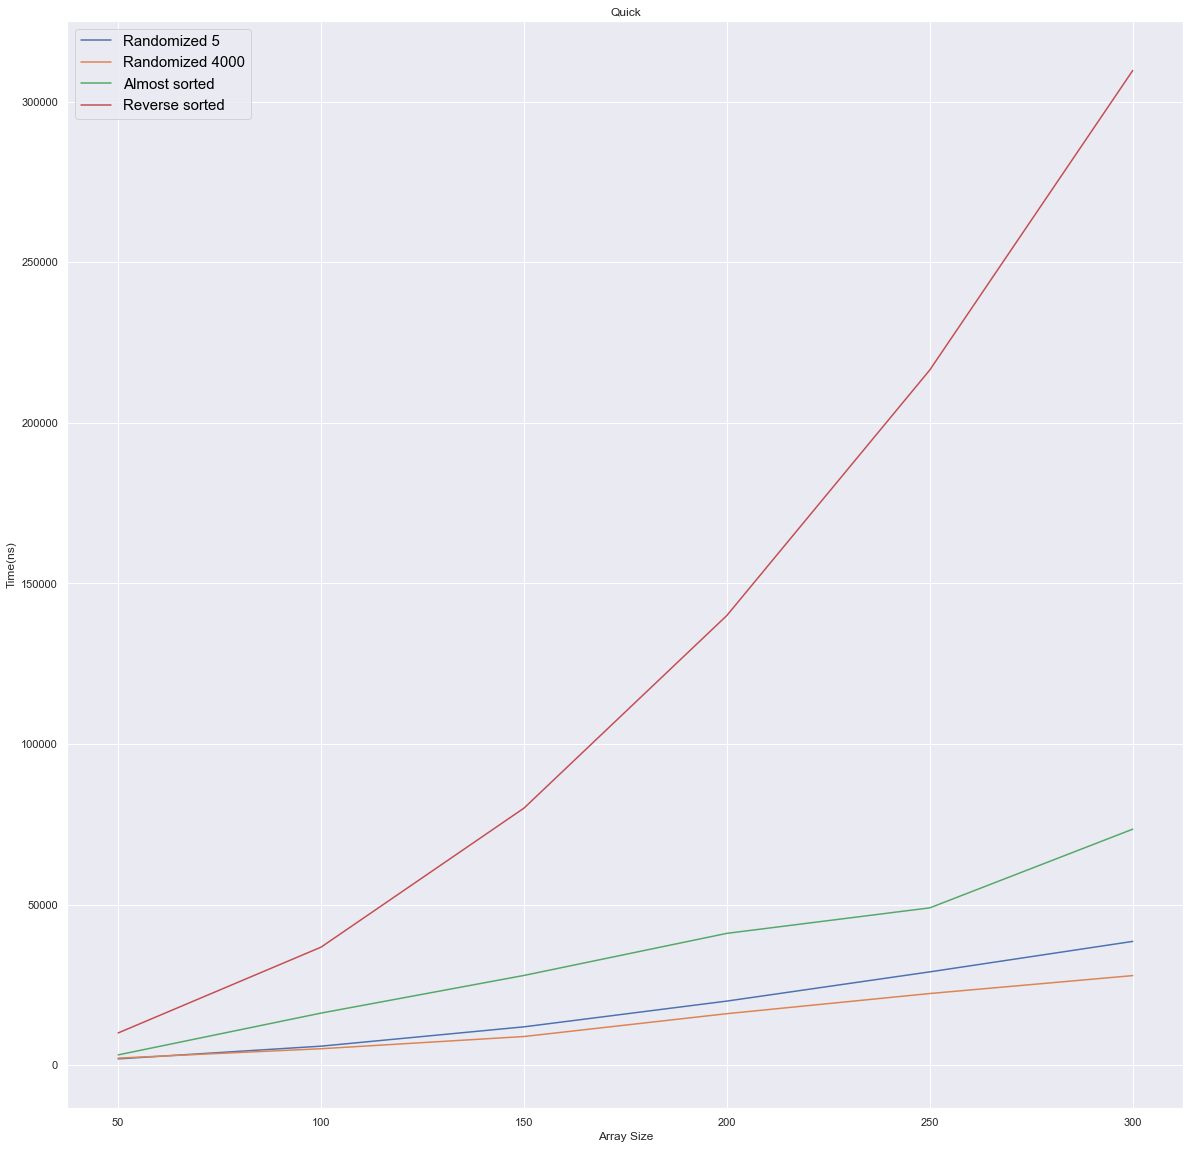 Quick
Randomized 5
Randomized 4000
Almost sorted
Reverse sorted
300000
250000
200000
150000
100000
50000
0
Time(ns)
50 100 150 200 250 300
Array Size